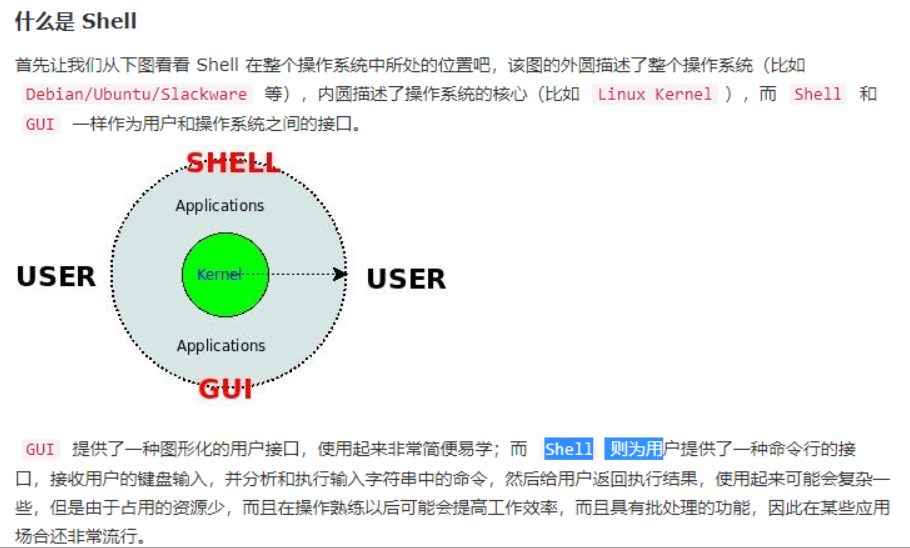 什么是 Shell
首先让我们从下图看看 Shell 在整个操作系统中所处的位置吧，该图的外圆描述了整个操作系统（比如
Debian/Ubuntu/Slackware 等），内圆描述了操作系统的核心（比如 Linux Kernel ），而 Shell 和
GUI 一样作为用户和操作系统之间的接口。
SHELL
Applications
USER
Kernel
USER
Applications
GUI
GUI 提供了一种图形化的用户接口，使用起来非常简便易学；而 Shell 则为用户提供了一种命令行的接
口，接收用户的键盘输入，并分析和执行输入字符串中的命令，然后给用户返回执行结果，使用起来可能会复杂一
些，但是由于占用的资源少，而且在操作熟练以后可能会提高工作效率，而且具有批处理的功能，因此在某些应用
场合还非常流行。